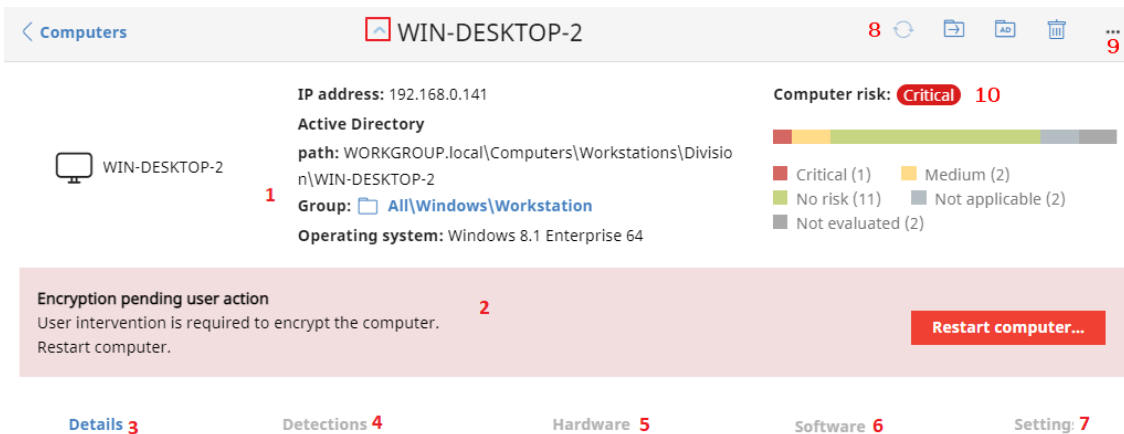 Computers
WIN-DESKTOP-2
8
AD
...
9
WIN-DESKTOP-2
1
IP address: 192.168.0.141
Active Directory
path: WORKGROUP.local\Computers\Workstations\Divisio
n\WIN-DESKTOP-2
Group: All\Windows\Workstation
Operating system: Windows 8.1 Enterprise 64
Computer risk: Critical 10
Critical (1) Medium (2)
No risk (11) Not applicable (2)
Not evaluated (2)
Encryption pending user action
2
User intervention is required to encrypt the computer.
Restart computer.
Restart computer...
Details 3
Detections 4
Hardware 5
Software 6
Setting: 7